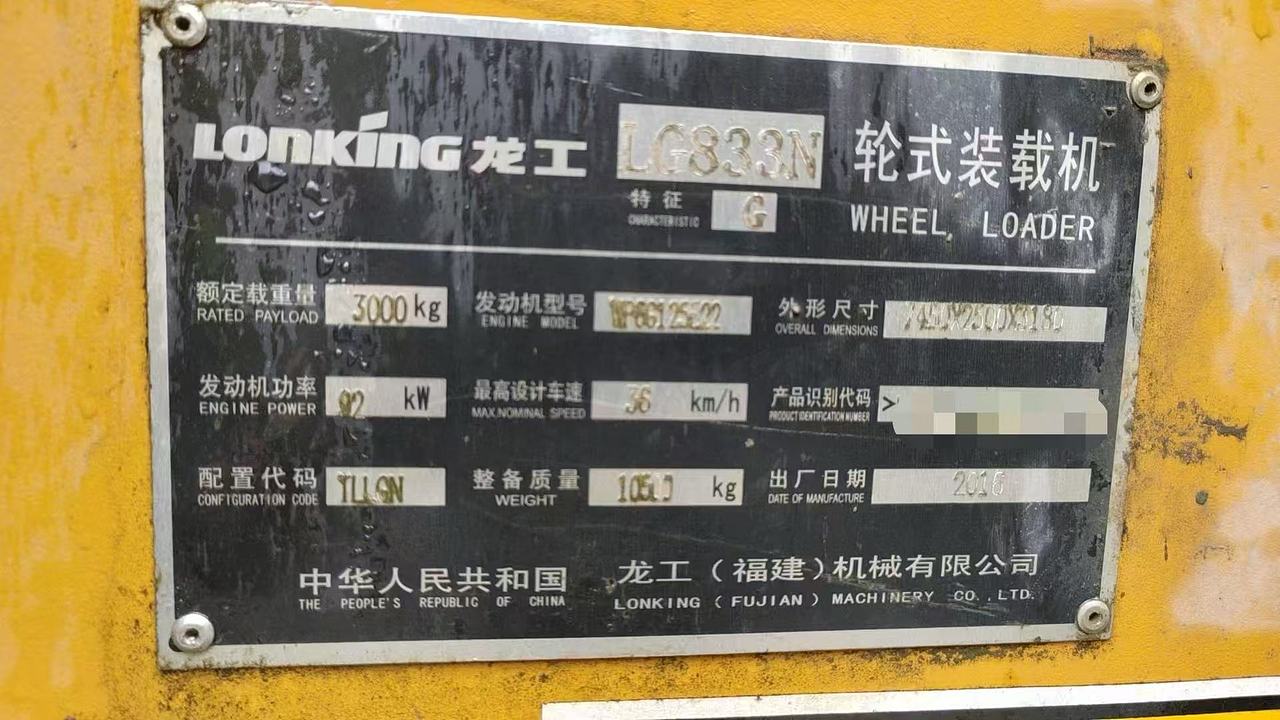 LONKING 龙工 LG833N 轮式装载机
特征 CHARACTERISTIC G WHEEL LOADER
额定载重量 RATED PAYLOAD 3000 kg 发动机型号 ENGINE MODEL WP6G125E22 外形尺寸 OVERALL DIMENSIONS
发动机功率 ENGINE POWER 92 kW 最高设计车速 MAX.NOMINAL SPEED 36 km/h 产品识别代码 PRODUCT IDENTIFICATION NUMBER
配置代码 CONFIGURATION CODE 整备质量 WEIGHT kg 出厂日期 DATE OF MANUFACTURE 2016
中华人民共和国 龙工(福建)机械有限公司
THE PEOPLE'S REPUBLIC OF CHINA LONKING (FUJIAN) MACHINERY CO.,LTD.